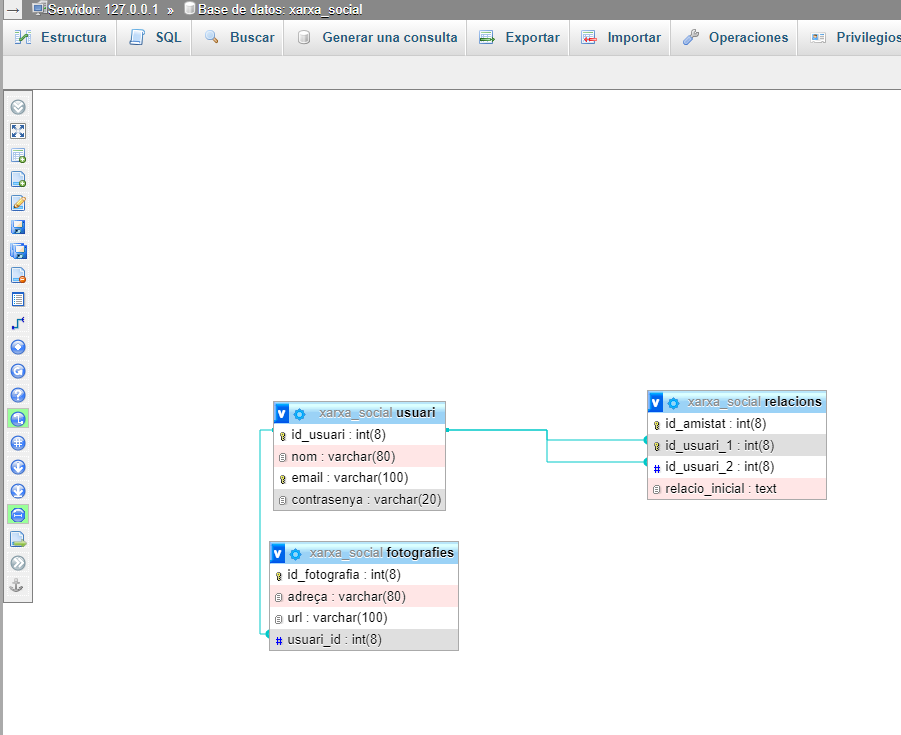 Servidor: 127.0.0.1 » Base de datos: xarxa_social
Estructura SQL Buscar Generar una consulta Exportar Importar Operaciones Privilegios
v xarxa_social usuari
id_usuari : int(8)
nom : varchar(80)
email : varchar(100)
contrasenya : varchar(20)
v xarxa_social relacions
id_amistat : int(8)
id_usuari_1 : int(8)
# id_usuari_2 : int(8)
relacio_inicial : text
v xarxa_social fotografies
id_fotografia : int(8)
adreça : varchar(80)
url : varchar(100)
# usuari_id : int(8)